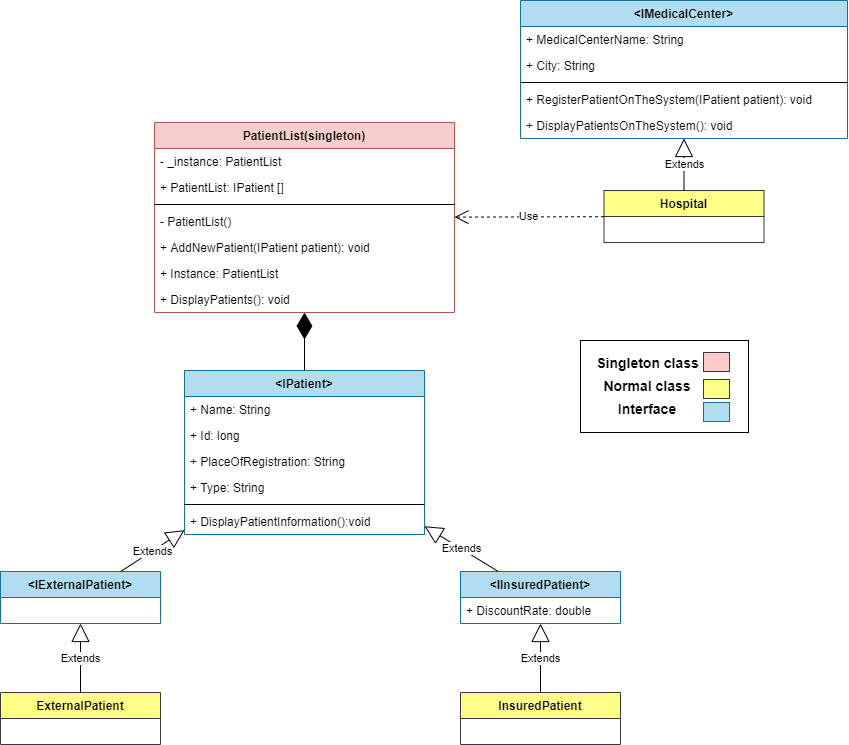 <IMedicalCenter>
+ MedicalCenterName: String
+ City: String
+ RegisterPatientOnTheSystem(IPatient patient): void
+ DisplayPatientsOnTheSystem(): void
Extends
Hospital
PatientList(singleton)
- _instance: PatientList
+ PatientList: IPatient []
- PatientList()
+ AddNewPatient(IPatient patient): void
+ Instance: PatientList
+ DisplayPatients(): void
Use
Singleton class
Normal class
Interface
<IPatient>
+ Name: String
+ Id: long
+ PlaceOfRegistration: String
+ Type: String
+ DisplayPatientInformation():void
Extends
Extends
<IExternalPatient>
<IInsuredPatient>
+ DiscountRate: double
Extends
Extends
ExternalPatient
InsuredPatient